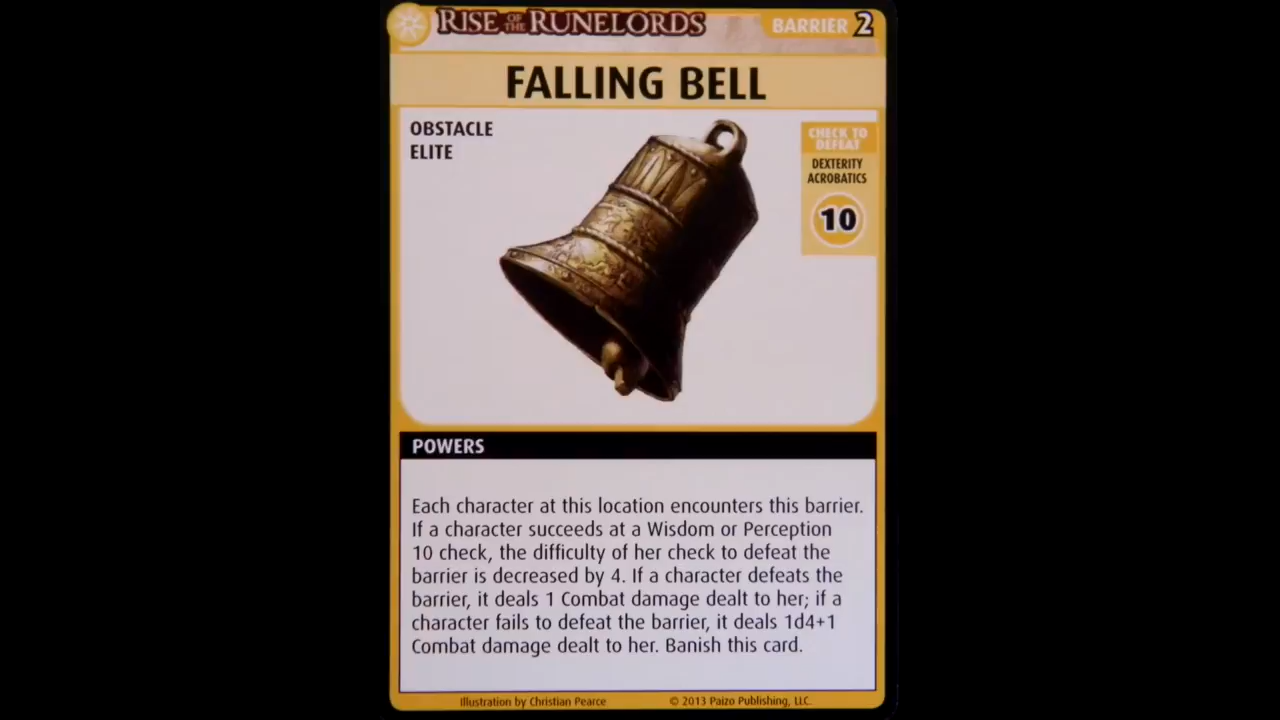 RISE OF THE RUNELORDS
BARRIER 2
FALLING BELL
OBSTACLE
ELITE
CHECK TO
DEFEAT
DEXTERITY
ACROBATICS
10
POWERS
Each character at this location encounters this barrier.
If a character succeeds at a Wisdom or Perception
10 check, the difficulty of her check to defeat the
barrier is decreased by 4. If a character defeats the
barrier, it deals 1 Combat damage dealt to her; if a
character fails to defeat the barrier, it deals 1d4+1
Combat damage dealt to her. Banish this card.
Illustration by Christian Pearce
© 2013 Paizo Publishing, LLC.